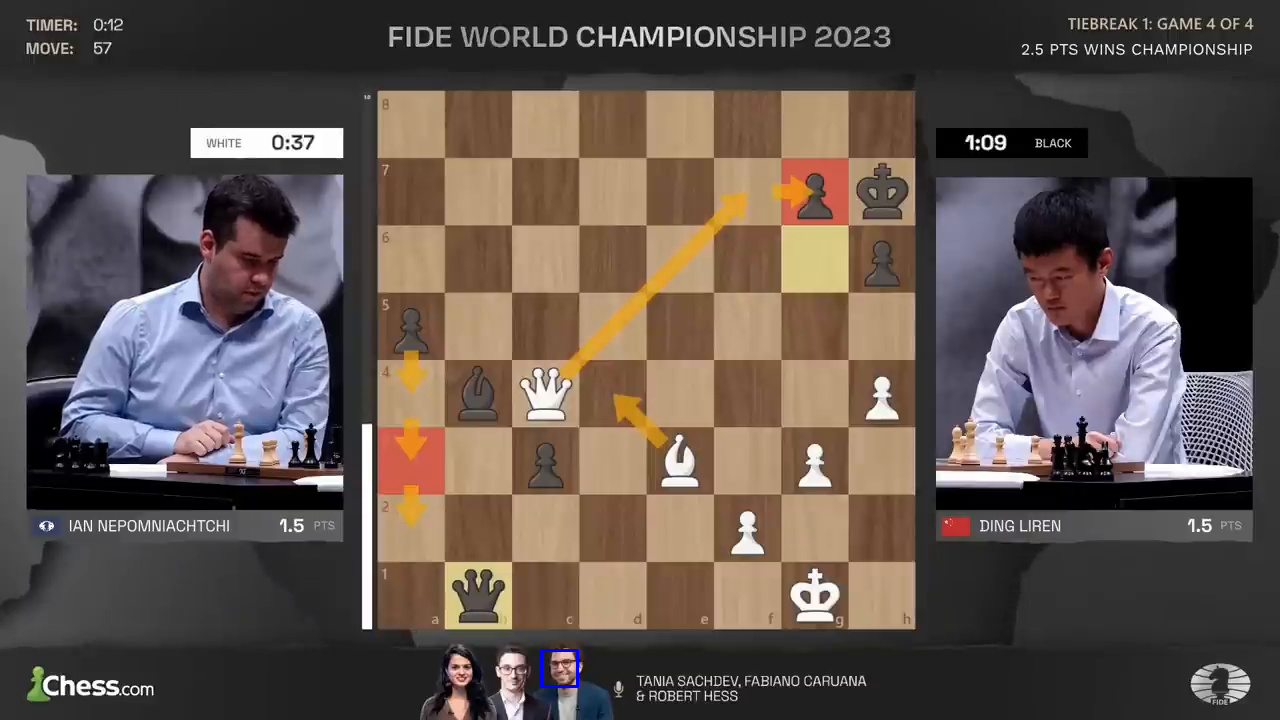 TIMER: 0:12
MOVE: 57
FIDE WORLD CHAMPIONSHIP 2023
TIEBREAK 1: GAME 4 OF 4
2.5 PTS WINS CHAMPIONSHIP
WHITE 0:37
1:09 BLACK
8
7
6
5
4
2
1
a
c
d
e
f
g
h
IAN NEPOMNIACHTCHI 1.5 PTS
DING LIREN 1.5 PTS
Chess.com
TANIA SACHDEV, FABIANO CARUANA
& ROBERT HESS
FIDE